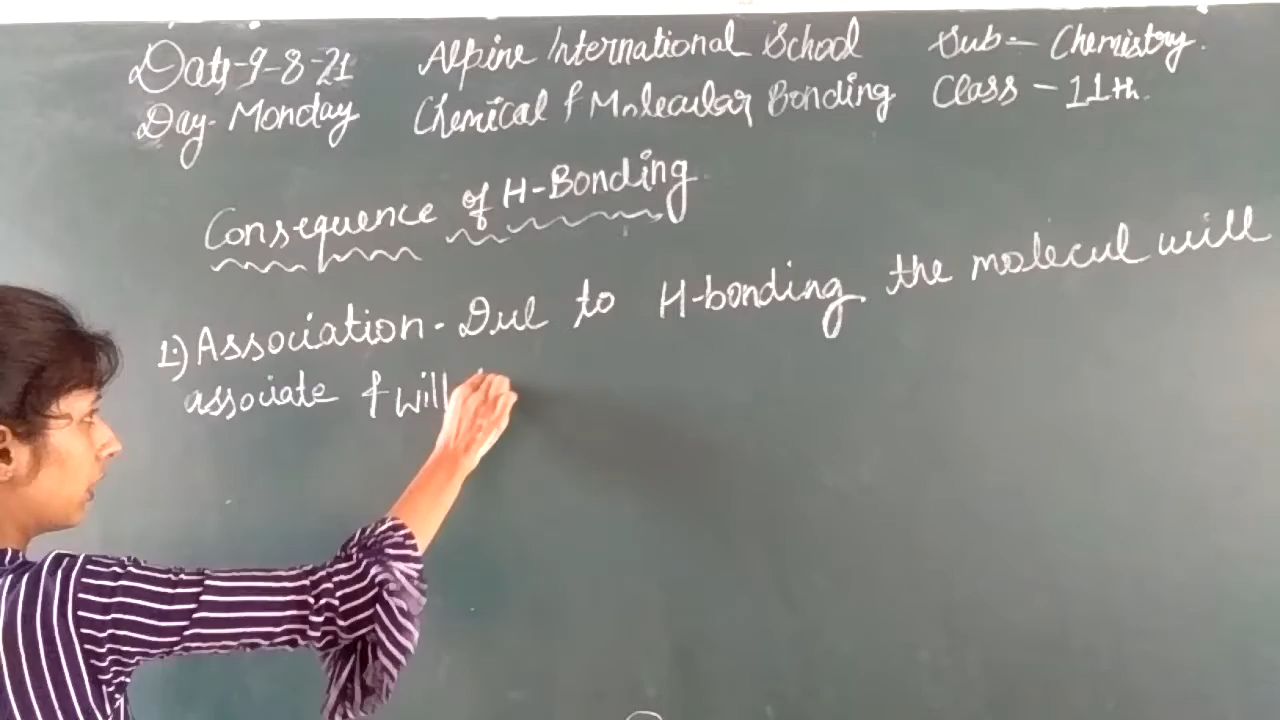 Date-9-8-21 Alpine International School Sub- Chemistry.
Day- Monday Chemical & Molecular Bonding Class - 11th.
Consequence of H-Bonding
1.) Association- Due to H-bonding the molecul will
associate & will